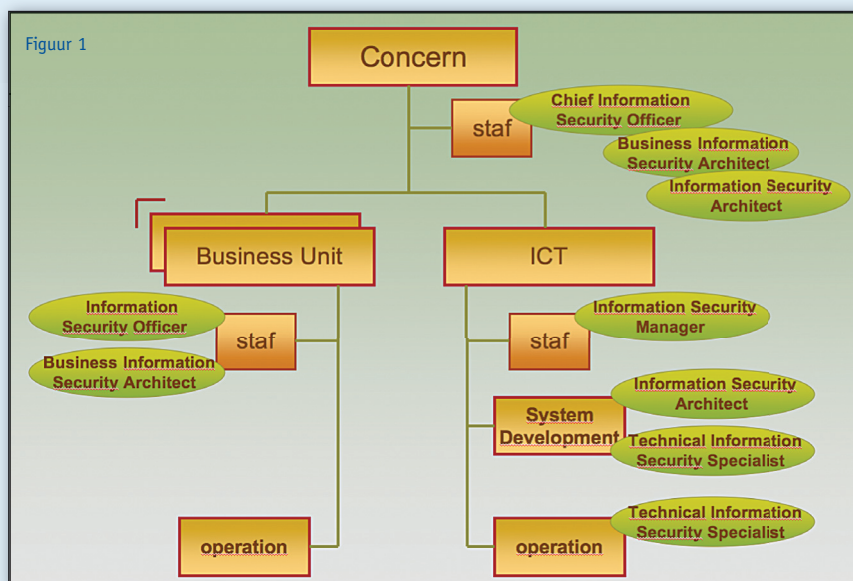 Figuur 1
Concern
staf
Chief Information
Security Officer
Business Information
Security Architect
Information Security
Architect
Business Unit
ICT
Information
Security Officer
staf
Business Information
Security Architect
staf
Information Security
Manager
System
Development
Information Security
Architect
Technical Information
Security Specialist
operation
operation
Technical Information
Security Specialist